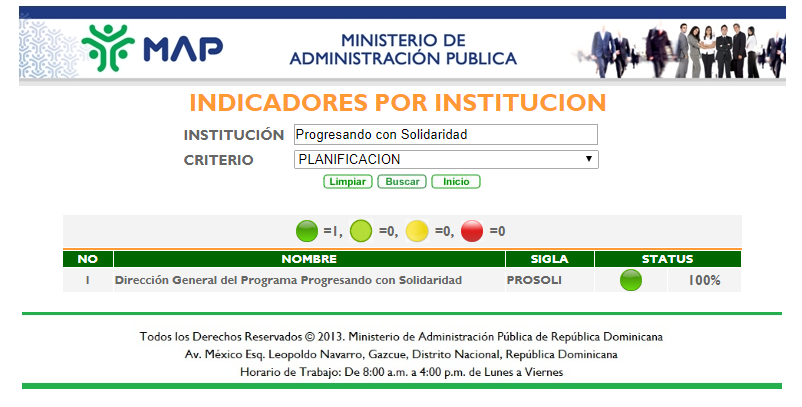 MAP
MINISTERIO DE
ADMINISTRACIÓN PUBLICA
INDICADORES POR INSTITUCION
INSTITUCIÓN Progresando con Solidaridad
CRITERIO PLANIFICACION
Limpiar Buscar Inicio
=1, =0, =0, =0
NO NOMBRE SIGLA STATUS
1 Dirección General del Programa Progresando con Solidaridad PROSOLI 100%
Todos los Derechos Reservados © 2013. Ministerio de Administración Pública de República Dominicana
Av. México Esq. Leopoldo Navarro, Gazcue, Distrito Nacional, República Dominicana
Horario de Trabajo: De 8:00 a.m. a 4:00 p.m. de Lunes a Viernes